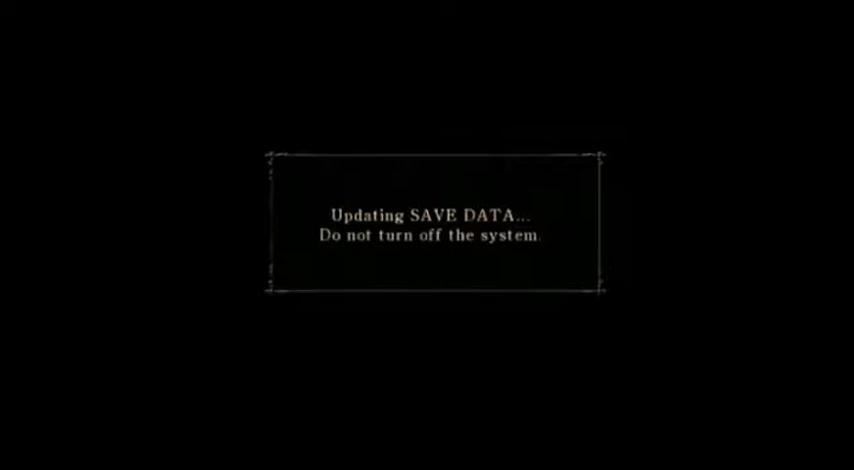 Updating SAVE DATA...
Do not turn off the system.